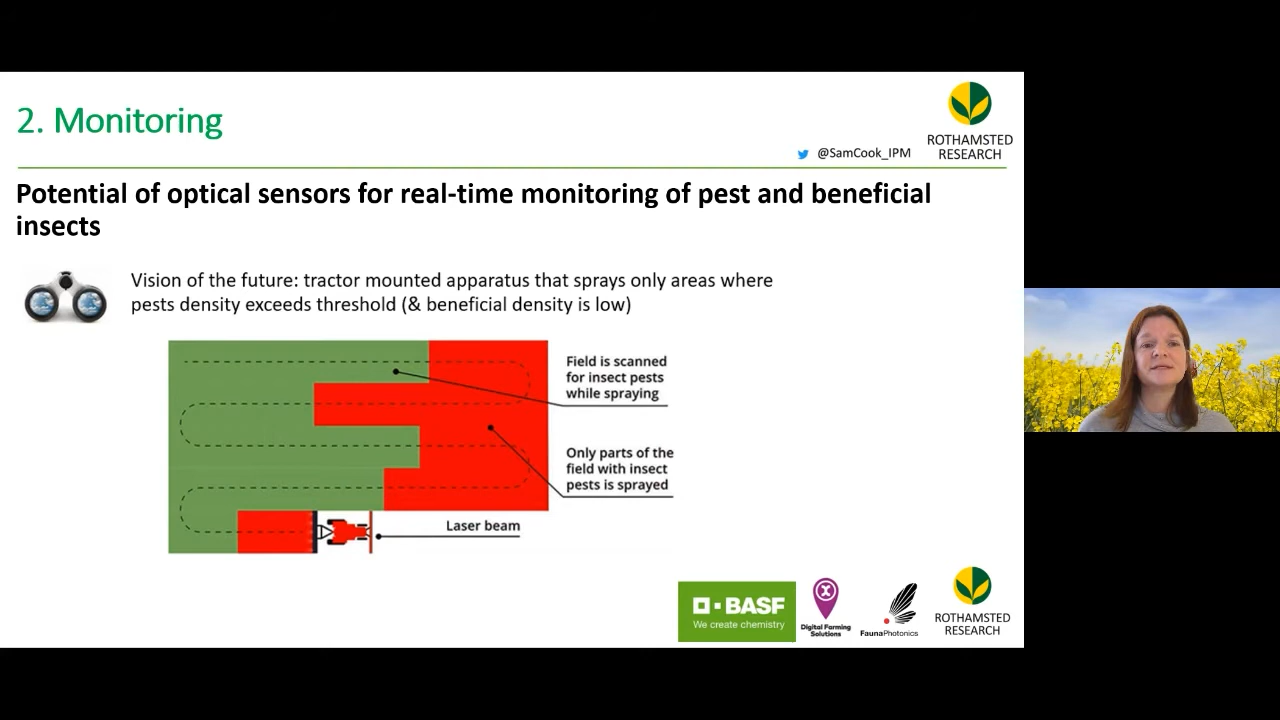 2. Monitoring
@SamCook_IPM
ROTHAMSTED
RESEARCH
Potential of optical sensors for real-time monitoring of pest and beneficial
insects
Vision of the future: tractor mounted apparatus that sprays only areas where
pests density exceeds threshold (& beneficial density is low)
Field is scanned
for insect pests
while spraying
Only parts of the
field with insect
pests is sprayed
Laser beam
BASF
We create chemistry
Digital Farming
Solutions
FaunaPhotonics
ROTHAMSTED
RESEARCH